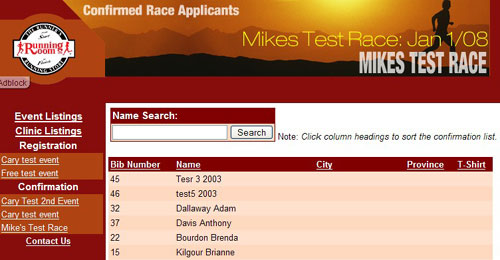 Confirmed Race Applicants
THE RUNNER'S
Running
Room
RUNNING STORE
Mikes Test Race: Jan 1/08
MIKES TEST RACE
Adblock
Event Listings
Clinic Listings
Registration
Cary test event
Free test event
Confirmation
Cary Test 2nd Event
Cary test event
Mike's Test Race
Contact Us
Name Search:
Search
Note: Click column headings to sort the confirmation list.
Bib Number Name City Province T-Shirt
45 Tesr 3 2003
46 test5 2003
32 Dallaway Adam
37 Davis Anthony
22 Bourdon Brenda
15 Kilgour Brianne